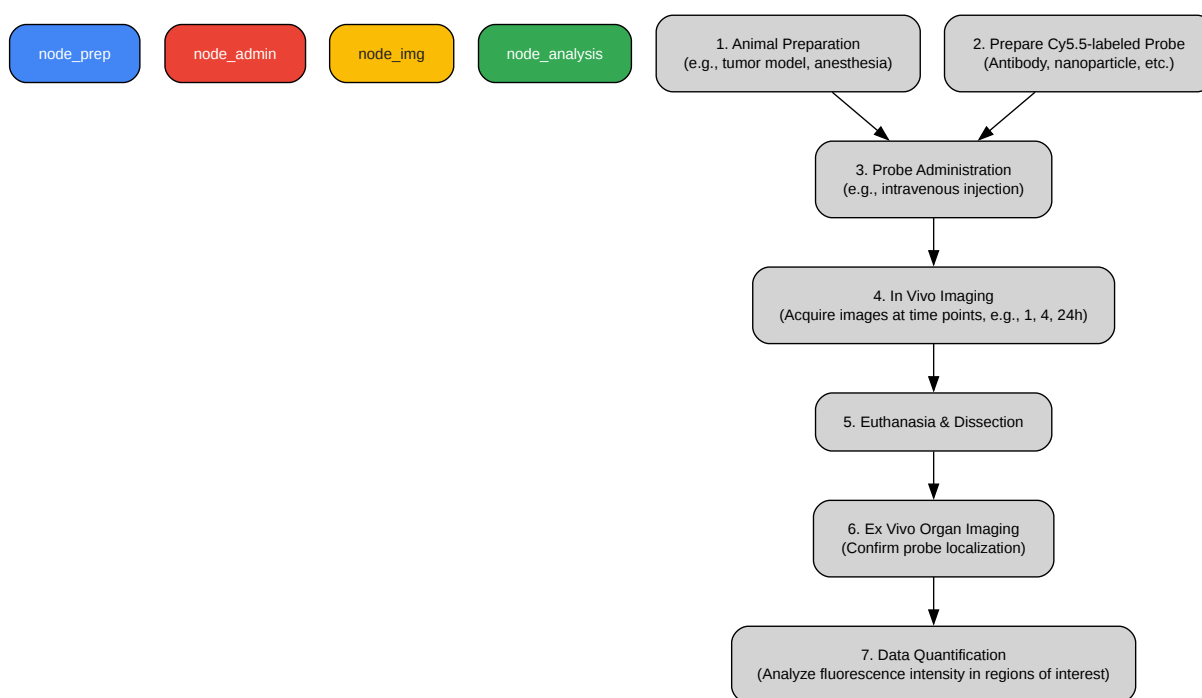 node_prep
node_admin
node_img
node_analysis
1. Animal Preparation
(e.g., tumor model, anesthesia)
2. Prepare Cy5.5-labeled Probe
(Antibody, nanoparticle, etc.)
3. Probe Administration
(e.g., intravenous injection)
4. In Vivo Imaging
(Acquire images at time points, e.g., 1, 4, 24h)
5. Euthanasia & Dissection
6. Ex Vivo Organ Imaging
(Confirm probe localization)
7. Data Quantification
(Analyze fluorescence intensity in regions of interest)